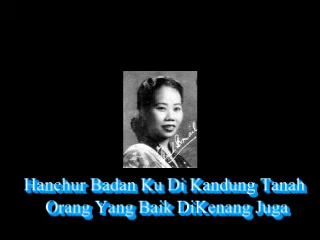 Hanchur Badan Ku Di Kandung Tanah
Orang Yang Baik DiKenang Juga